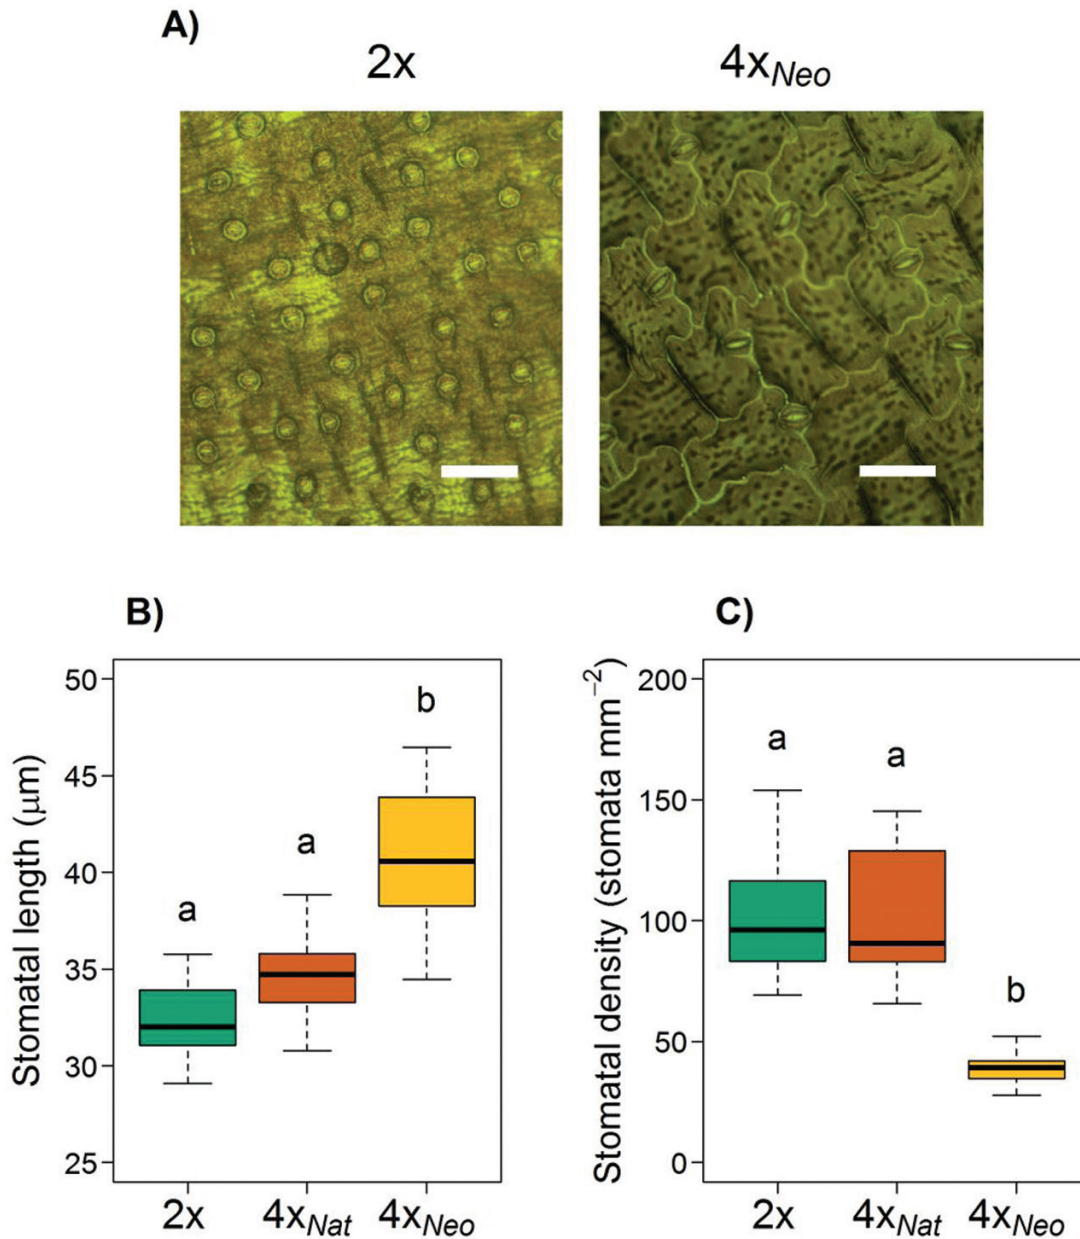 A)
2x
4xNeo
B)
Stomatal length (μm)
50
45
40
35
30
25
a
a
b
2x
4xNat
4xNeo
C)
Stomatal density (stomata mm−2)
200
150
100
50
0
a
a
b
2x
4xNat
4xNeo